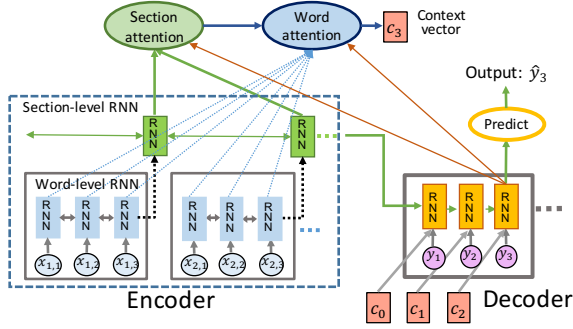 Section
attention
Word
attention
c₃
Context
vector
Output: ŷ₃
Section-level RNN
RNN
RNN
Predict
Word-level RNN
RNN
RNN
RNN
RNN
RNN
RNN
RNN
RNN
RNN
x₁,₁
x₁,₂
x₁,₃
x₂,₁
x₂,₂
x₂,₃
y₁
y₂
y₃
Encoder
c₀
c₁
c₂
Decoder